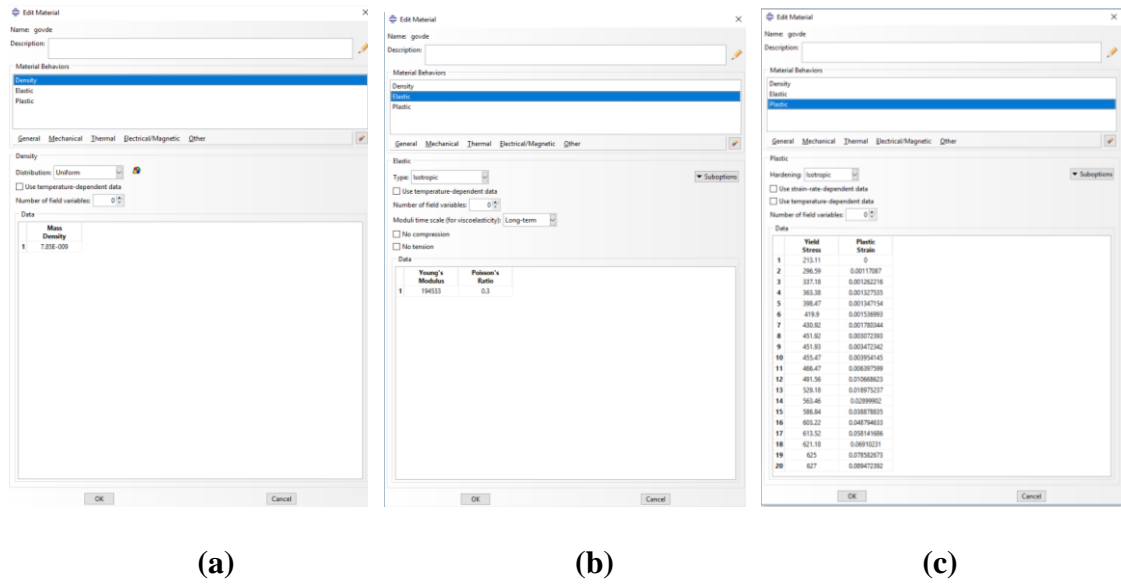 Edit Material
Name: govde
Description:
Material Behaviors
Density
Elastic
Plastic
General Mechanical Thermal Electrical/Magnetic Other
Density
Distribution: Uniform
Use temperature-dependent data
Number of field variables: 0
Data
Mass
Density
1 7.85E-009
OK Cancel
(a)
Edit Material
Name: govde
Description:
Material Behaviors
Density
Elastic
Plastic
General Mechanical Thermal Electrical/Magnetic Other
Elastic
Type: Isotropic
Suboptions
Use temperature-dependent data
Number of field variables: 0
Moduli time scale (for viscoelasticity): Long-term
No compression
No tension
Data
Young's Poisson's
Modulus Ratio
1 194533 0.3
OK Cancel
(b)
Edit Material
Name: govde
Description:
Material Behaviors
Density
Elastic
Plastic
General Mechanical Thermal Electrical/Magnetic Other
Plastic
Hardening: Isotropic
Suboptions
Use strain-rate-dependent data
Use temperature-dependent data
Number of field variables: 0
Data
Yield Plastic
Stress Strain
1 213.11 0
2 296.59 0.00117087
3 337.18 0.001262216
4 363.38 0.001327535
5 398.47 0.001347154
6 419.9 0.001536993
7 430.92 0.001780344
8 451.92 0.003072393
9 451.93 0.003472342
10 455.47 0.003954145
11 466.47 0.006397599
12 491.56 0.010668623
13 529.18 0.018975237
14 563.46 0.02899902
15 586.84 0.038878835
16 603.22 0.048784633
17 613.52 0.058141686
18 621.18 0.06910231
19 625 0.078582673
20 627 0.089472392
OK Cancel
(c)